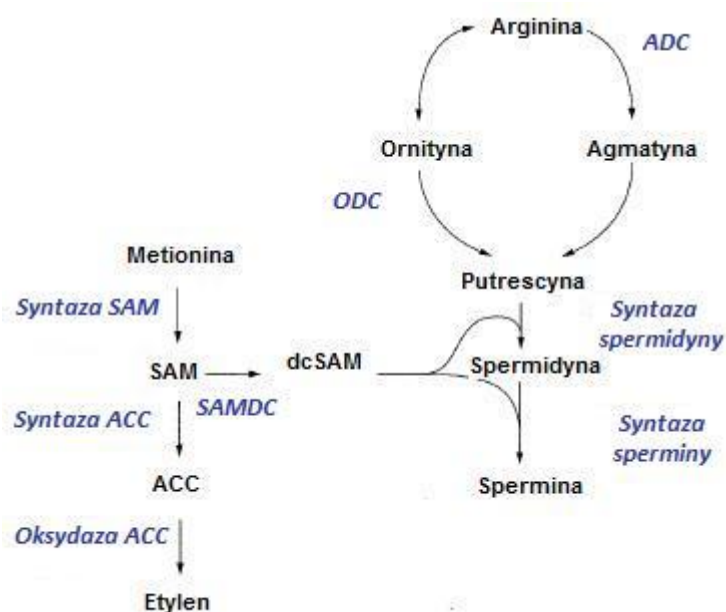 Arginina
ADC
Ornityna
Agmatyna
ODC
Metionina
Putrescyna
Syntaza SAM
Syntaza
spermidyny
dcSAM
SAM
Spermidyna
Syntaza ACC
SAMDC
Syntaza
sperminy
ACC
Spermina
Oksydaza ACC
Etylen